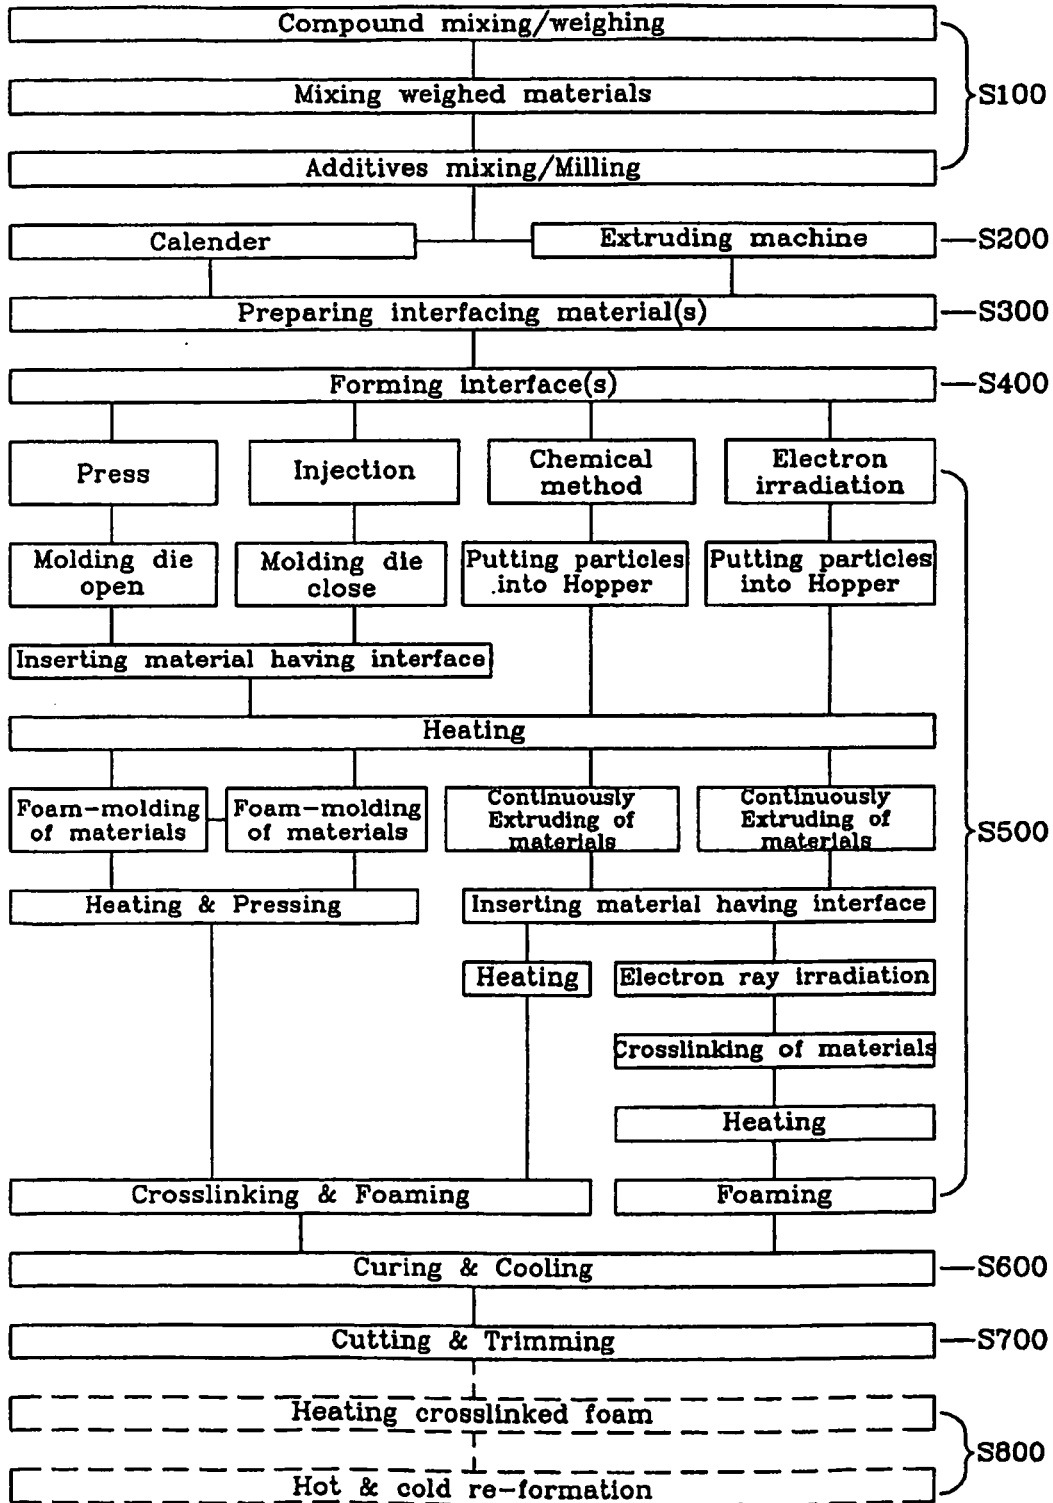 Compound mixing/weighing
Mixing weighed materials
S100
Additives mixing/Milling
Calender
Extruding machine
S200
Preparing interfacing material(s)
S300
Forming interface(s)
S400
Press
Injection
Chemical
method
Electron
irradiation
Molding die
open
Molding die
close
Putting particles
into Hopper
Putting particles
into Hopper
Inserting material having interface
Heating
Foam-molding
of materials
Foam-molding
of materials
Continuously
Extruding of
materials
Continuously
Extruding of
materials
S500
Heating & Pressing
Inserting material having interface
Heating
Electron ray irradiation
Crosslinking of materials
Heating
Crosslinking & Foaming
Foaming
Curing & Cooling
S600
Cutting & Trimming
S700
Heating crosslinked foam
S800
Hot & cold re-formation